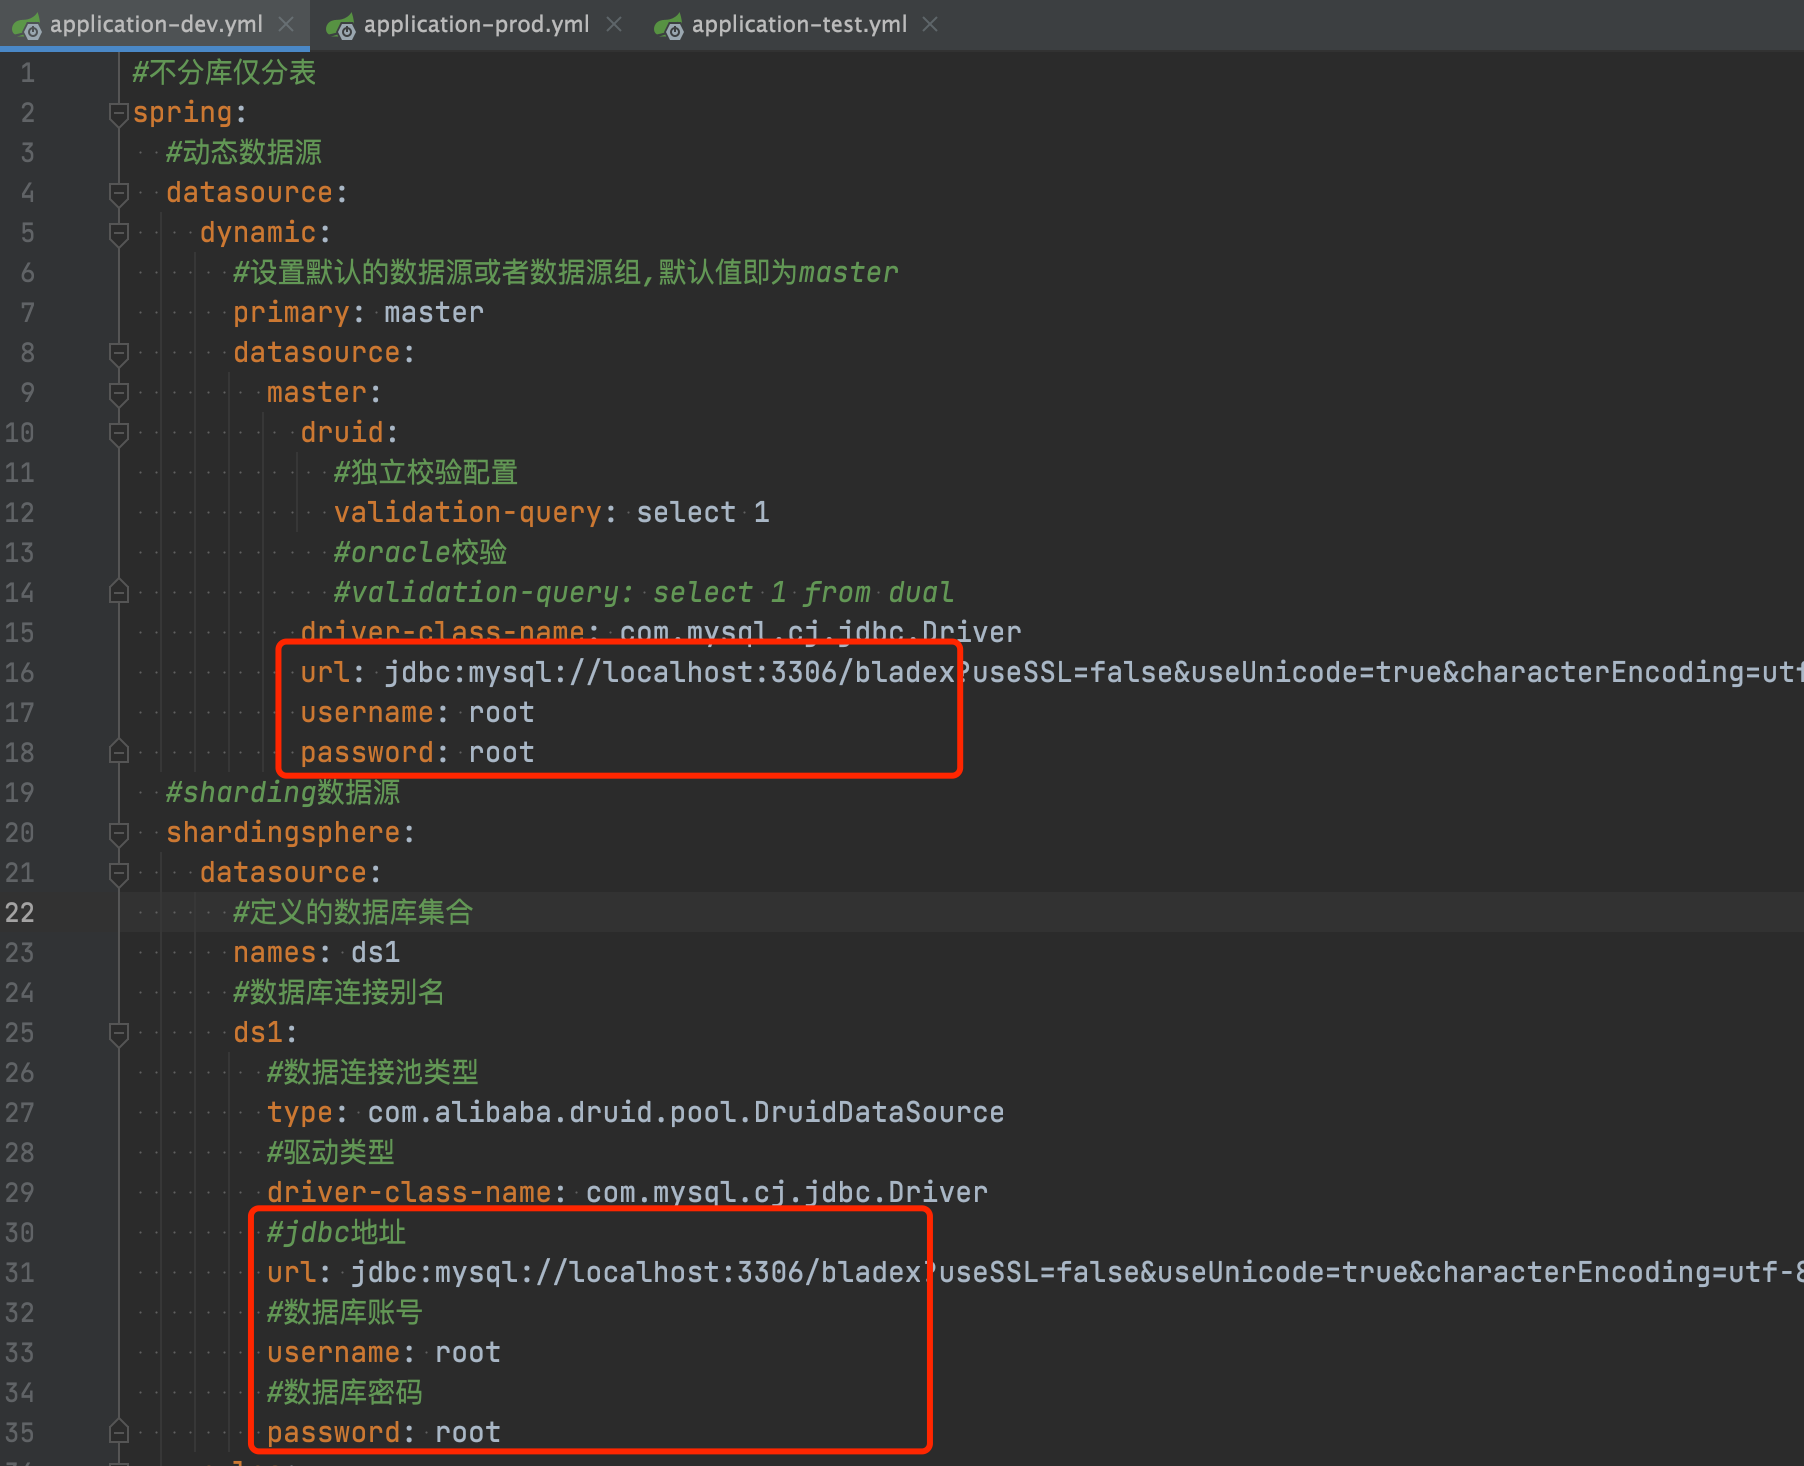 application-dev.yml application-prod.yml application-test.yml
1 #不分库仅分表
2 spring:
3 #动态数据源
4 datasource:
5 dynamic:
6 #设置默认的数据源或者数据源组,默认值即为master
7 primary: master
8 datasource:
9 master:
10 druid:
11 #独立校验配置
12 validation-query: select 1
13 #oracle校验
14 #validation-query: select 1 from dual
15 driver-class-name: com.mysql.cj.jdbc.Driver
16 url: jdbc:mysql://localhost:3306/bladex?useSSL=false&useUnicode=true&characterEncoding=utf
17 username: root
18 password: root
19 #sharding数据源
20 shardingsphere:
21 datasource:
22 #定义的数据库集合
23 names: ds1
24 #数据库连接别名
25 ds1:
26 #数据连接池类型
27 type: com.alibaba.druid.pool.DruidDataSource
28 #驱动类型
29 driver-class-name: com.mysql.cj.jdbc.Driver
30 #jdbc地址
31 url: jdbc:mysql://localhost:3306/bladex?useSSL=false&useUnicode=true&characterEncoding=utf-8
32 #数据库账号
33 username: root
34 #数据库密码
35 password: root